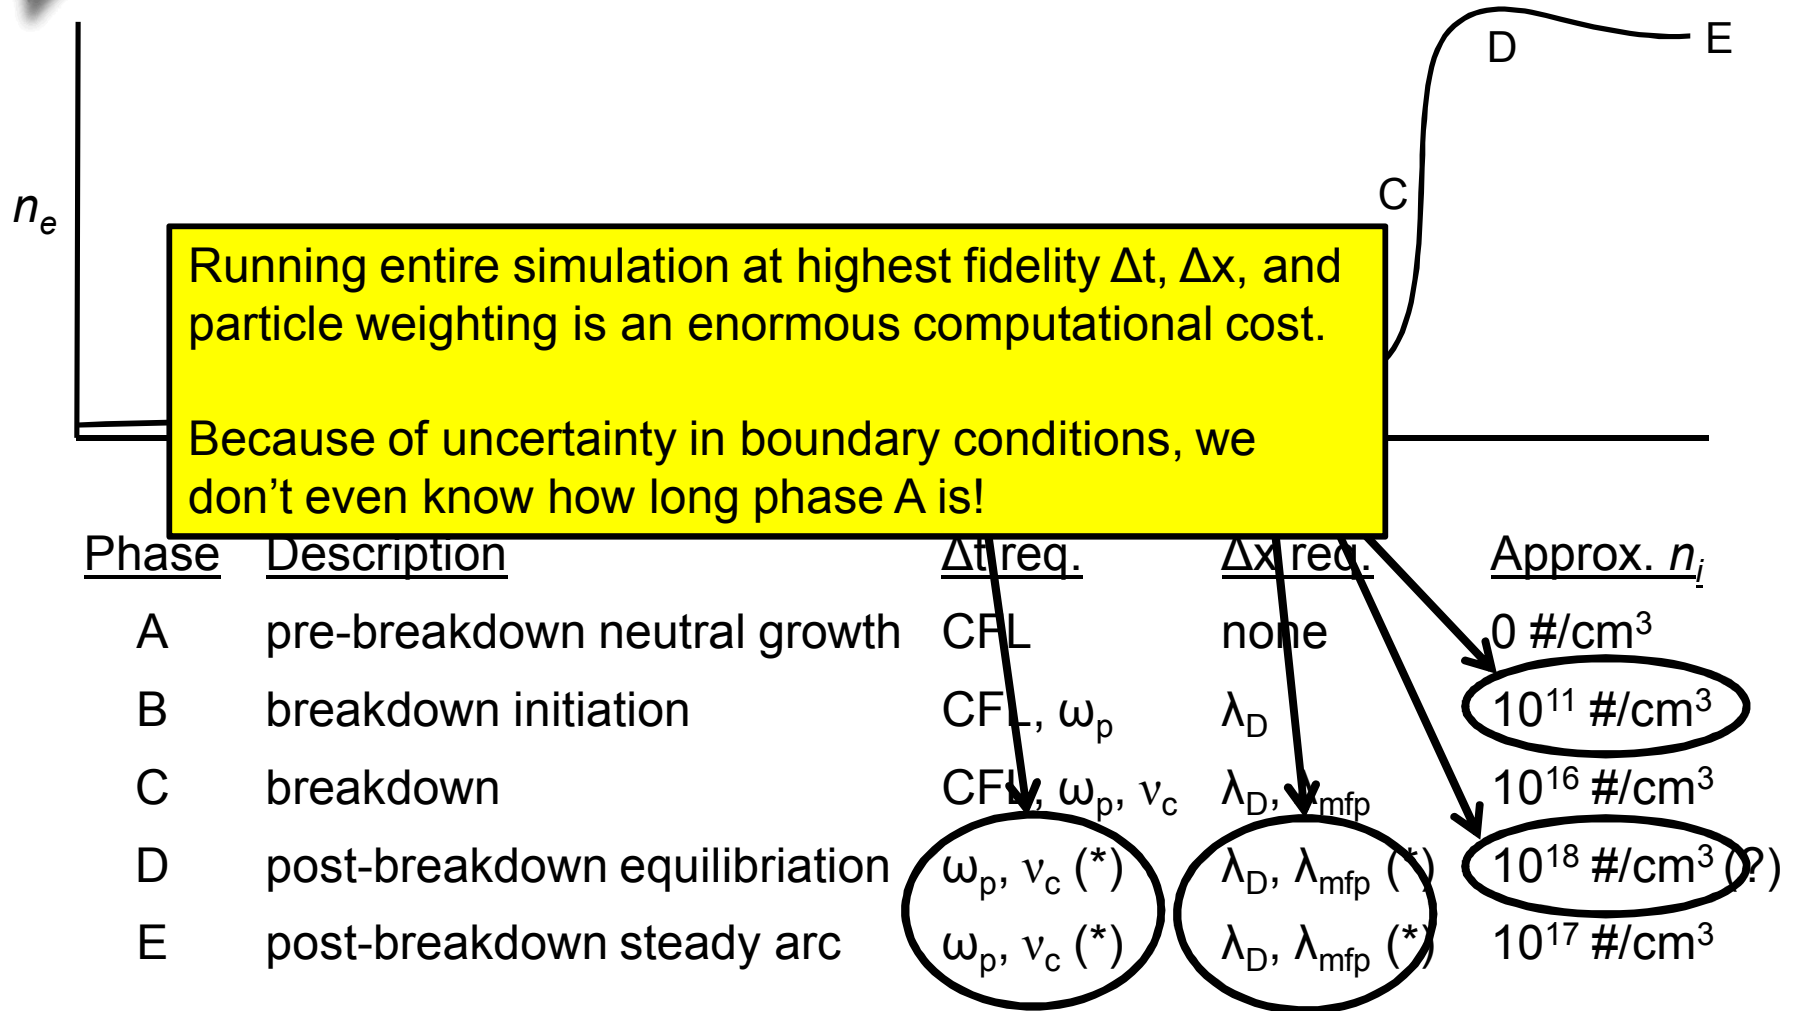 D
E
C
n_e
Running entire simulation at highest fidelity Δt, Δx, and
particle weighting is an enormous computational cost.
Because of uncertainty in boundary conditions, we
don't even know how long phase A is!
Phase Description Δt req. Δx req. Approx. n_i
A pre-breakdown neutral growth CFL none 0 #/cm³
B breakdown initiation CFL, ω_p λ_D 10¹¹ #/cm³
C breakdown CFL, ω_p, ν_c λ_D, λ_mfp 10¹⁶ #/cm³
D post-breakdown equilibriation ω_p, ν_c (*) λ_D, λ_mfp (*) 10¹⁸ #/cm³ (?)
E post-breakdown steady arc ω_p, ν_c (*) λ_D, λ_mfp (*) 10¹⁷ #/cm³